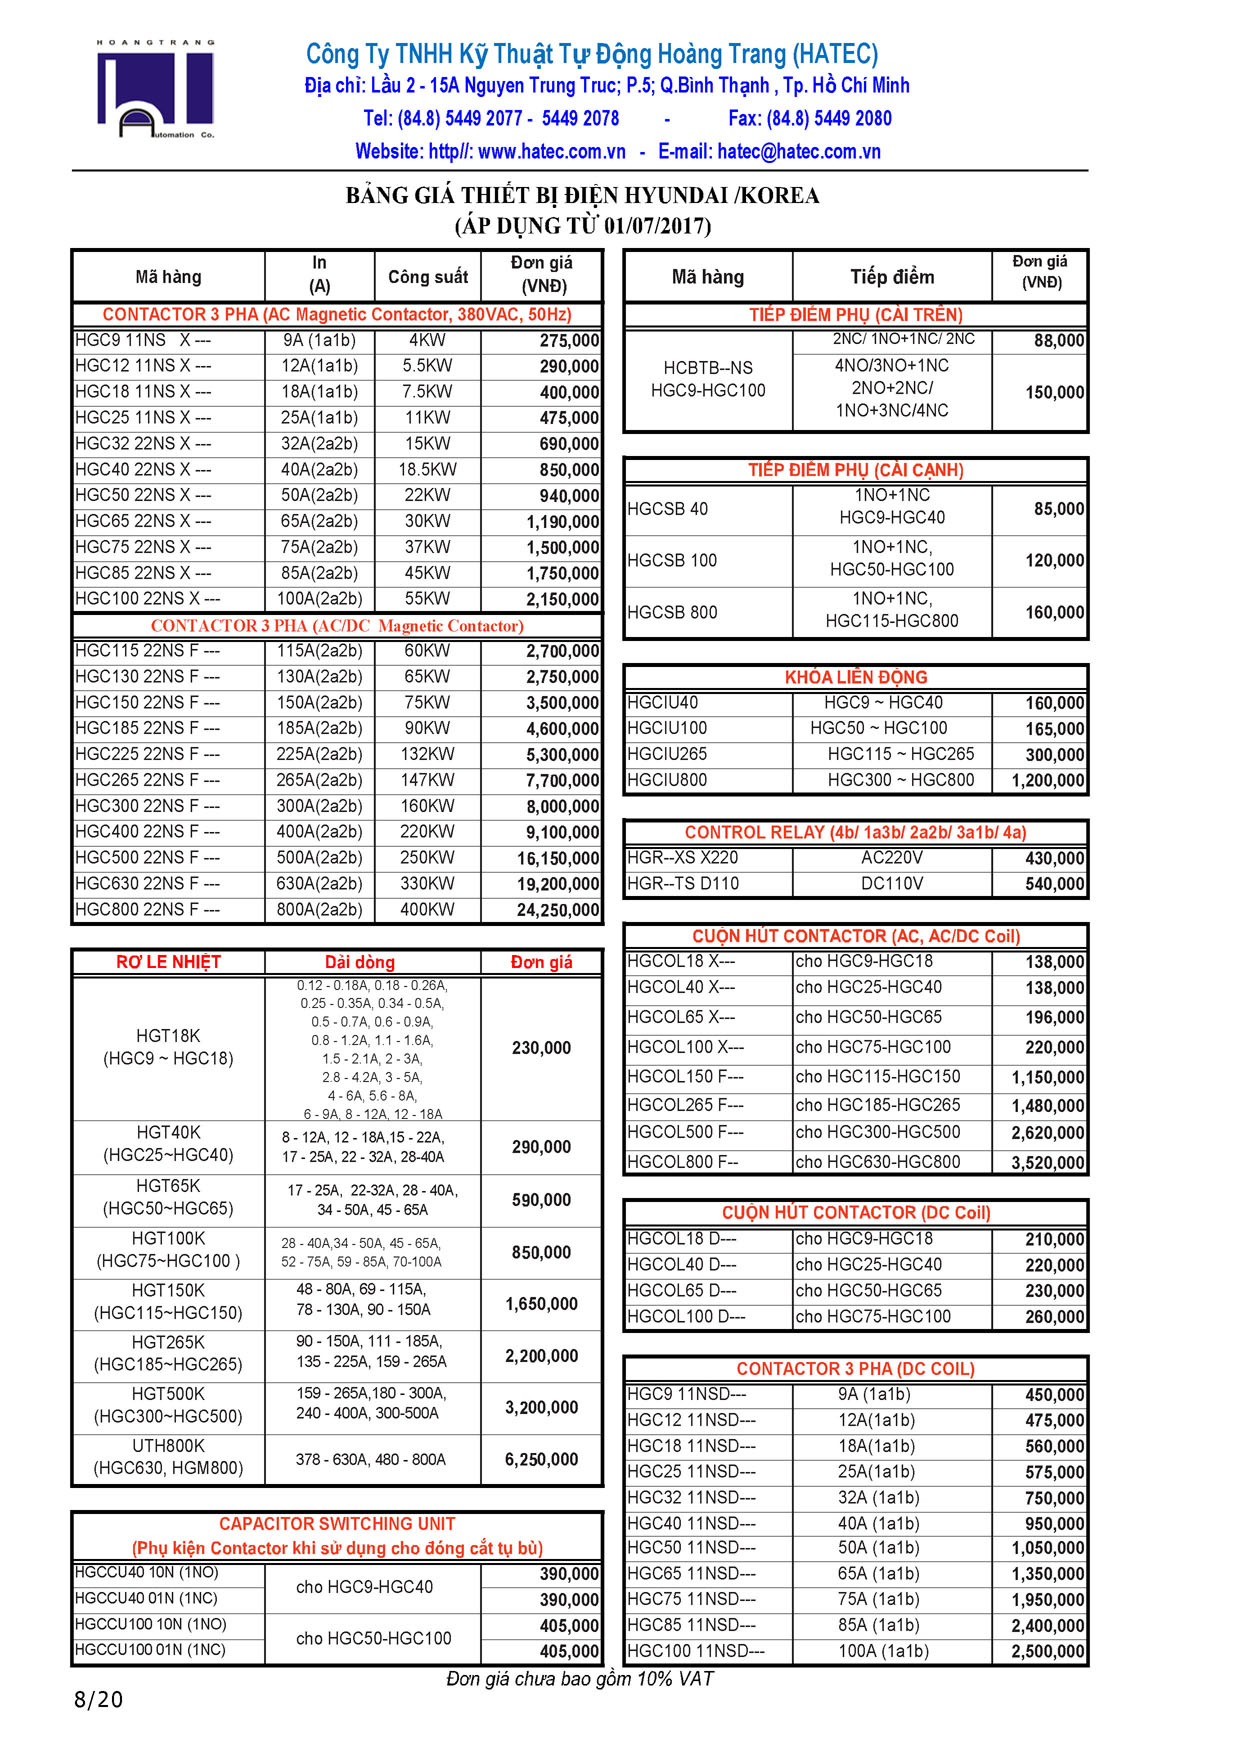 HOANGTRANG
Automation Co.
Công Ty TNHH Kỹ Thuật Tự Động Hoàng Trang (HATEC)
Địa chỉ: Lầu 2 - 15A Nguyen Trung Truc; P.5; Q.Bình Thạnh , Tp. Hồ Chí Minh
Tel: (84.8) 5449 2077 - 5449 2078 - Fax: (84.8) 5449 2080
Website: http//: www.hatec.com.vn - E-mail: hatec@hatec.com.vn
BẢNG GIÁ THIẾT BỊ ĐIỆN HYUNDAI /KOREA
(ÁP DỤNG TỪ 01/07/2017)
Mã hàng In (A) Công suất Đơn giá (VNĐ)
CONTACTOR 3 PHA (AC Magnetic Contactor, 380VAC, 50Hz)
HGC9 11NS X --- 9A (1a1b) 4KW 275,000
HGC12 11NS X --- 12A(1a1b) 5.5KW 290,000
HGC18 11NS X --- 18A(1a1b) 7.5KW 400,000
HGC25 11NS X --- 25A(1a1b) 11KW 475,000
HGC32 22NS X --- 32A(2a2b) 15KW 690,000
HGC40 22NS X --- 40A(2a2b) 18.5KW 850,000
HGC50 22NS X --- 50A(2a2b) 22KW 940,000
HGC65 22NS X --- 65A(2a2b) 30KW 1,190,000
HGC75 22NS X --- 75A(2a2b) 37KW 1,500,000
HGC85 22NS X --- 85A(2a2b) 45KW 1,750,000
HGC100 22NS X --- 100A(2a2b) 55KW 2,150,000
CONTACTOR 3 PHA (AC/DC Magnetic Contactor)
HGC115 22NS F --- 115A(2a2b) 60KW 2,700,000
HGC130 22NS F --- 130A(2a2b) 65KW 2,750,000
HGC150 22NS F --- 150A(2a2b) 75KW 3,500,000
HGC185 22NS F --- 185A(2a2b) 90KW 4,600,000
HGC225 22NS F --- 225A(2a2b) 132KW 5,300,000
HGC265 22NS F --- 265A(2a2b) 147KW 7,700,000
HGC300 22NS F --- 300A(2a2b) 160KW 8,000,000
HGC400 22NS F --- 400A(2a2b) 220KW 9,100,000
HGC500 22NS F --- 500A(2a2b) 250KW 16,150,000
HGC630 22NS F --- 630A(2a2b) 330KW 19,200,000
HGC800 22NS F --- 800A(2a2b) 400KW 24,250,000
RƠ LE NHIỆT Dải dòng Đơn giá
HGT18K
(HGC9 ~ HGC18)
0.12 - 0.18A, 0.18 - 0.26A,
0.25 - 0.35A, 0.34 - 0.5A,
0.5 - 0.7A, 0.6 - 0.9A,
0.8 - 1.2A, 1.1 - 1.6A,
1.5 - 2.1A, 2 - 3A,
2.8 - 4.2A, 3 - 5A,
4 - 6A, 5.6 - 8A,
6 - 9A, 8 - 12A, 12 - 18A
230,000
HGT40K
(HGC25~HGC40)
8 - 12A, 12 - 18A,15 - 22A,
17 - 25A, 22 - 32A, 28-40A
290,000
HGT65K
(HGC50~HGC65)
17 - 25A, 22-32A, 28 - 40A,
34 - 50A, 45 - 65A
590,000
HGT100K
(HGC75~HGC100 )
28 - 40A,34 - 50A, 45 - 65A,
52 - 75A, 59 - 85A, 70-100A
850,000
HGT150K
(HGC115~HGC150)
48 - 80A, 69 - 115A,
78 - 130A, 90 - 150A
1,650,000
HGT265K
(HGC185~HGC265)
90 - 150A, 111 - 185A,
135 - 225A, 159 - 265A
2,200,000
HGT500K
(HGC300~HGC500)
159 - 265A,180 - 300A,
240 - 400A, 300-500A
3,200,000
UTH800K
(HGC630, HGM800)
378 - 630A, 480 - 800A
6,250,000
CAPACITOR SWITCHING UNIT
(Phụ kiện Contactor khi sử dụng cho đóng cắt tụ bù)
HGCCU40 10N (1NO) 390,000
cho HGC9-HGC40
HGCCU40 01N (1NC) 390,000
HGCCU100 10N (1NO) 405,000
cho HGC50-HGC100
HGCCU100 01N (1NC) 405,000
Mã hàng Tiếp điểm Đơn giá (VNĐ)
TIẾP ĐIỂM PHỤ (CÀI TRÊN)
HCBTB--NS
HGC9-HGC100
2NC/ 1NO+1NC/ 2NC 88,000
4NO/3NO+1NC
2NO+2NC/
1NO+3NC/4NC
150,000
TIẾP ĐIỂM PHỤ (CÀI CẠNH)
HGCSB 40
1NO+1NC
HGC9-HGC40
85,000
HGCSB 100
1NO+1NC,
HGC50-HGC100
120,000
HGCSB 800
1NO+1NC,
HGC115-HGC800
160,000
KHÓA LIÊN ĐỘNG
HGCIU40 HGC9 ~ HGC40 160,000
HGCIU100 HGC50 ~ HGC100 165,000
HGCIU265 HGC115 ~ HGC265 300,000
HGCIU800 HGC300 ~ HGC800 1,200,000
CONTROL RELAY (4b/ 1a3b/ 2a2b/ 3a1b/ 4a)
HGR--XS X220 AC220V 430,000
HGR--TS D110 DC110V 540,000
CUỘN HÚT CONTACTOR (AC, AC/DC Coil)
HGCOL18 X--- cho HGC9-HGC18 138,000
HGCOL40 X--- cho HGC25-HGC40 138,000
HGCOL65 X--- cho HGC50-HGC65 196,000
HGCOL100 X--- cho HGC75-HGC100 220,000
HGCOL150 F--- cho HGC115-HGC150 1,150,000
HGCOL265 F--- cho HGC185-HGC265 1,480,000
HGCOL500 F--- cho HGC300-HGC500 2,620,000
HGCOL800 F-- cho HGC630-HGC800 3,520,000
CUỘN HÚT CONTACTOR (DC Coil)
HGCOL18 D--- cho HGC9-HGC18 210,000
HGCOL40 D--- cho HGC25-HGC40 220,000
HGCOL65 D--- cho HGC50-HGC65 230,000
HGCOL100 D--- cho HGC75-HGC100 260,000
CONTACTOR 3 PHA (DC COIL)
HGC9 11NSD--- 9A (1a1b) 450,000
HGC12 11NSD--- 12A(1a1b) 475,000
HGC18 11NSD--- 18A(1a1b) 560,000
HGC25 11NSD--- 25A(1a1b) 575,000
HGC32 11NSD--- 32A (1a1b) 750,000
HGC40 11NSD--- 40A (1a1b) 950,000
HGC50 11NSD--- 50A (1a1b) 1,050,000
HGC65 11NSD--- 65A (1a1b) 1,350,000
HGC75 11NSD--- 75A (1a1b) 1,950,000
HGC85 11NSD--- 85A (1a1b) 2,400,000
HGC100 11NSD--- 100A (1a1b) 2,500,000
Đơn giá chưa bao gồm 10% VAT
8/20